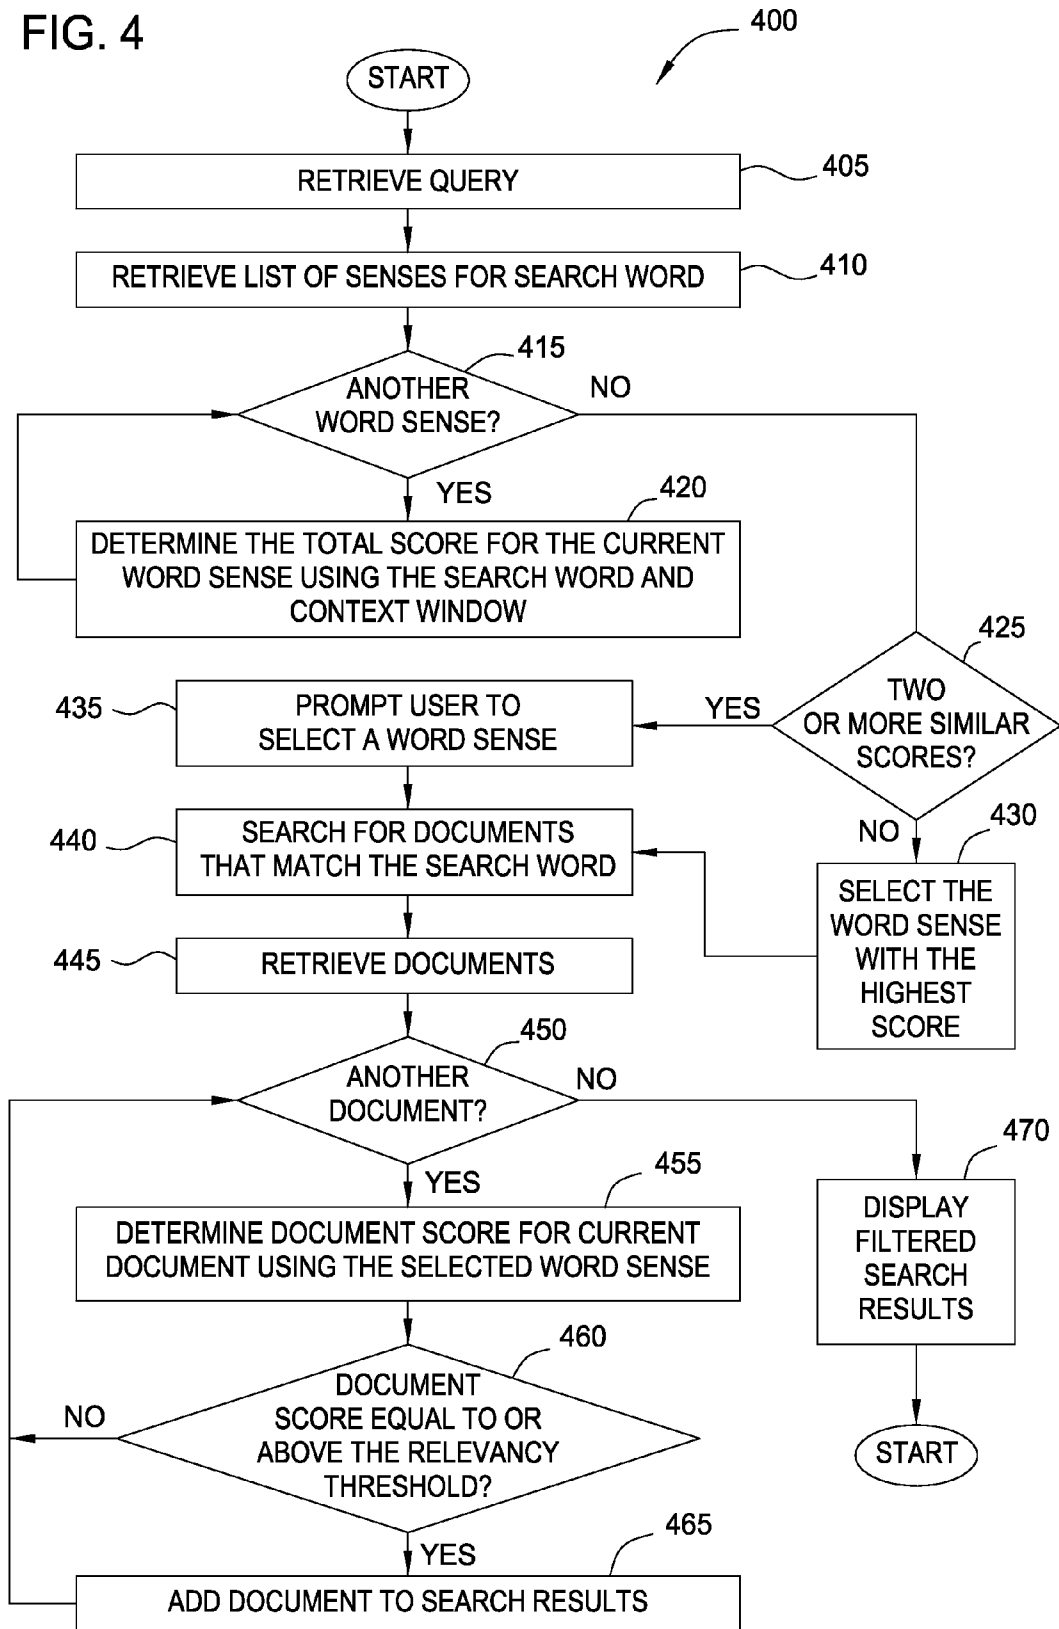 FIG. 4
400
START
RETRIEVE QUERY
405
RETRIEVE LIST OF SENSES FOR SEARCH WORD
410
415
ANOTHER
WORD SENSE?
NO
YES
420
DETERMINE THE TOTAL SCORE FOR THE CURRENT
WORD SENSE USING THE SEARCH WORD AND
CONTEXT WINDOW
425
TWO
OR MORE SIMILAR
SCORES?
YES
NO
435
PROMPT USER TO
SELECT A WORD SENSE
430
SELECT THE
WORD SENSE
WITH THE
HIGHEST
SCORE
440
SEARCH FOR DOCUMENTS
THAT MATCH THE SEARCH WORD
445
RETRIEVE DOCUMENTS
450
ANOTHER
DOCUMENT?
NO
YES
455
DETERMINE DOCUMENT SCORE FOR CURRENT
DOCUMENT USING THE SELECTED WORD SENSE
470
DISPLAY
FILTERED
SEARCH
RESULTS
START
460
DOCUMENT
SCORE EQUAL TO OR
ABOVE THE RELEVANCY
THRESHOLD?
NO
YES
465
ADD DOCUMENT TO SEARCH RESULTS